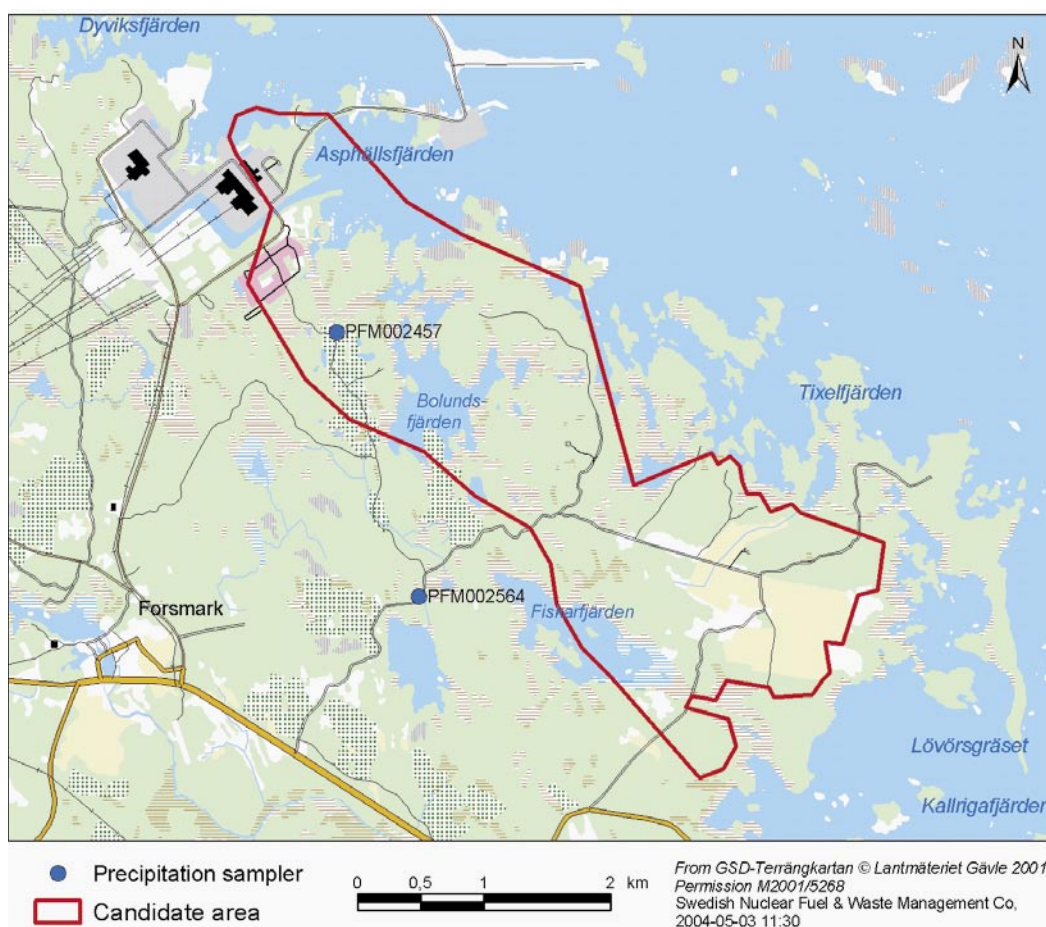 Dyviksfjärden
N
Asphällsfjärden
PFM002457
Tixelfjärden
Bolunds-
fjärden
PFM002564
Forsmark
Fiskarfjärden
Lövörsgräset
Kallrigafjärden
Precipitation sampler
Candidate area
0 0,5 1 2 km
From GSD-Terrängkartan © Lantmäteriet Gävle 2001
Permission M2001/5268
Swedish Nuclear Fuel & Waste Management Co,
2004-05-03 11:30